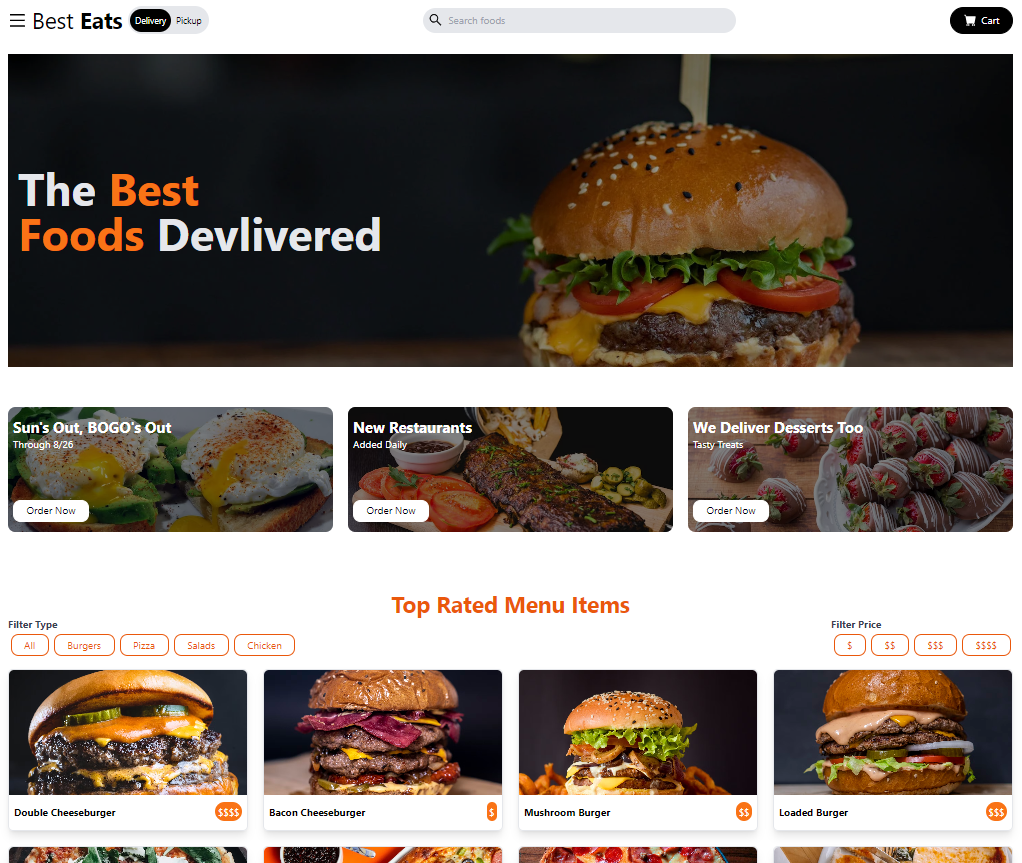 Best Eats
Delivery Pickup
Search foods
Cart
The Best
Foods Devlivered
Sun's Out, BOGO's Out
Through 8/26
Order Now
New Restaurants
Added Daily
Order Now
We Deliver Desserts Too
Tasty Treats
Order Now
Top Rated Menu Items
Filter Type
All Burgers Pizza Salads Chicken
Filter Price
$ $$ $$$ $$$$
Double Cheeseburger $$$$
Bacon Cheeseburger $
Mushroom Burger $$
Loaded Burger $$$